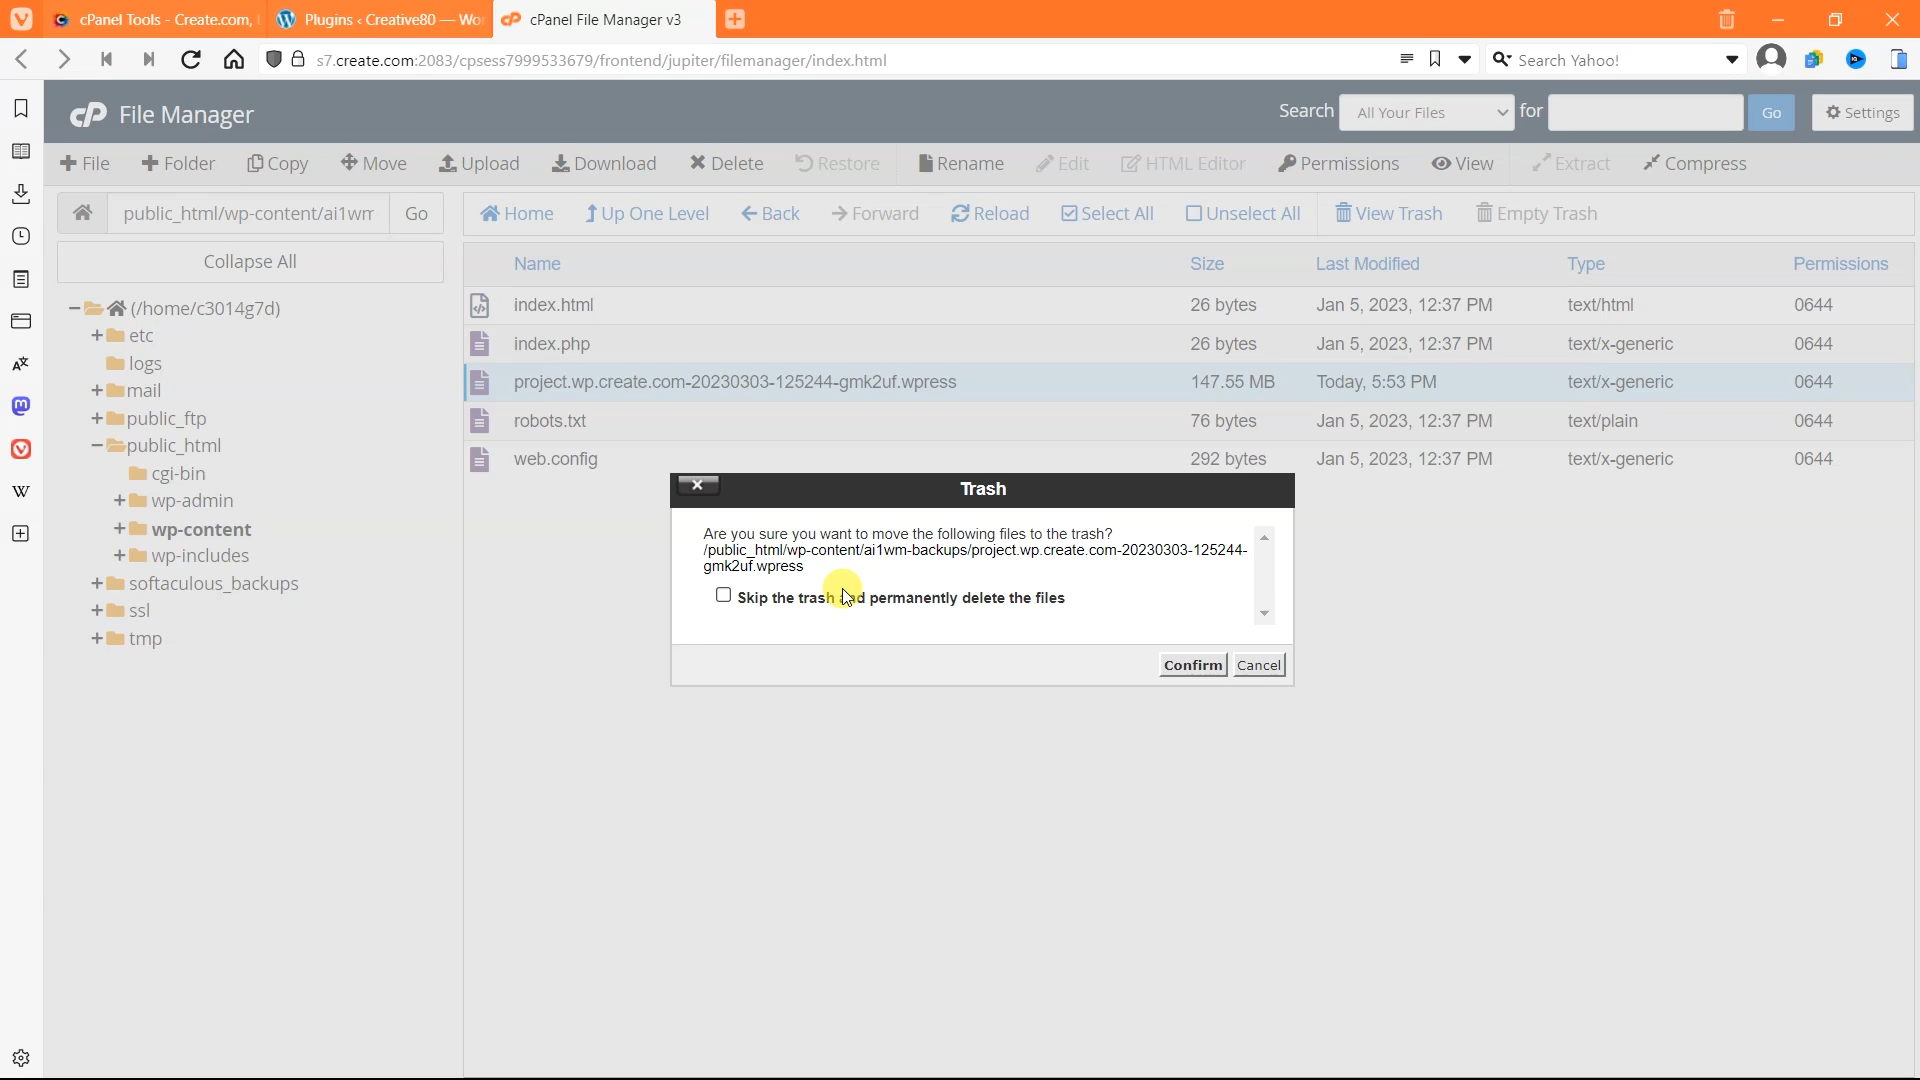 cPanel Tools - Create.com,
Plugins ‹ Creative80 — Wo
cPanel File Manager v3
s7.create.com:2083/cpsess7999533679/frontend/jupiter/filemanager/index.html
Search Yahoo!
cP File Manager
Search All Your Files for Go Settings
File Folder Copy Move Upload Download Delete Restore Rename Edit HTML Editor Permissions View Extract Compress
public_html/wp-content/ai1wm Go
Home Up One Level Back Forward Reload Select All Unselect All View Trash Empty Trash
Collapse All
(/home/c3014g7d)
etc
logs
mail
public_ftp
public_html
cgi-bin
wp-admin
wp-content
wp-includes
softaculous_backups
ssl
tmp
Name Size Last Modified Type Permissions
index.html 26 bytes Jan 5, 2023, 12:37 PM text/html 0644
index.php 26 bytes Jan 5, 2023, 12:37 PM text/x-generic 0644
project.wp.create.com-20230303-125244-gmk2uf.wpress 147.55 MB Today, 5:53 PM text/x-generic 0644
robots.txt 76 bytes Jan 5, 2023, 12:37 PM text/plain 0644
web.config 292 bytes Jan 5, 2023, 12:37 PM text/x-generic 0644
Trash
Are you sure you want to move the following files to the trash?
/public_html/wp-content/ai1wm-backups/project.wp.create.com-20230303-125244-
gmk2uf.wpress
Skip the trash and permanently delete the files
Confirm Cancel